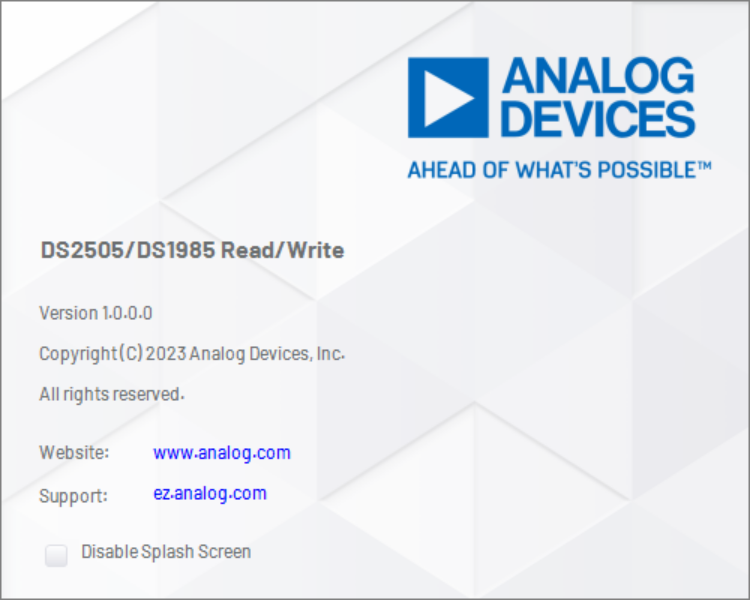 ANALOG
DEVICES
AHEAD OF WHAT'S POSSIBLE™
DS2505/DS1985 Read/Write
Version 1.0.0.0
Copyright (C) 2023 Analog Devices, Inc.
All rights reserved.
Website: www.analog.com
Support: ez.analog.com
Disable Splash Screen